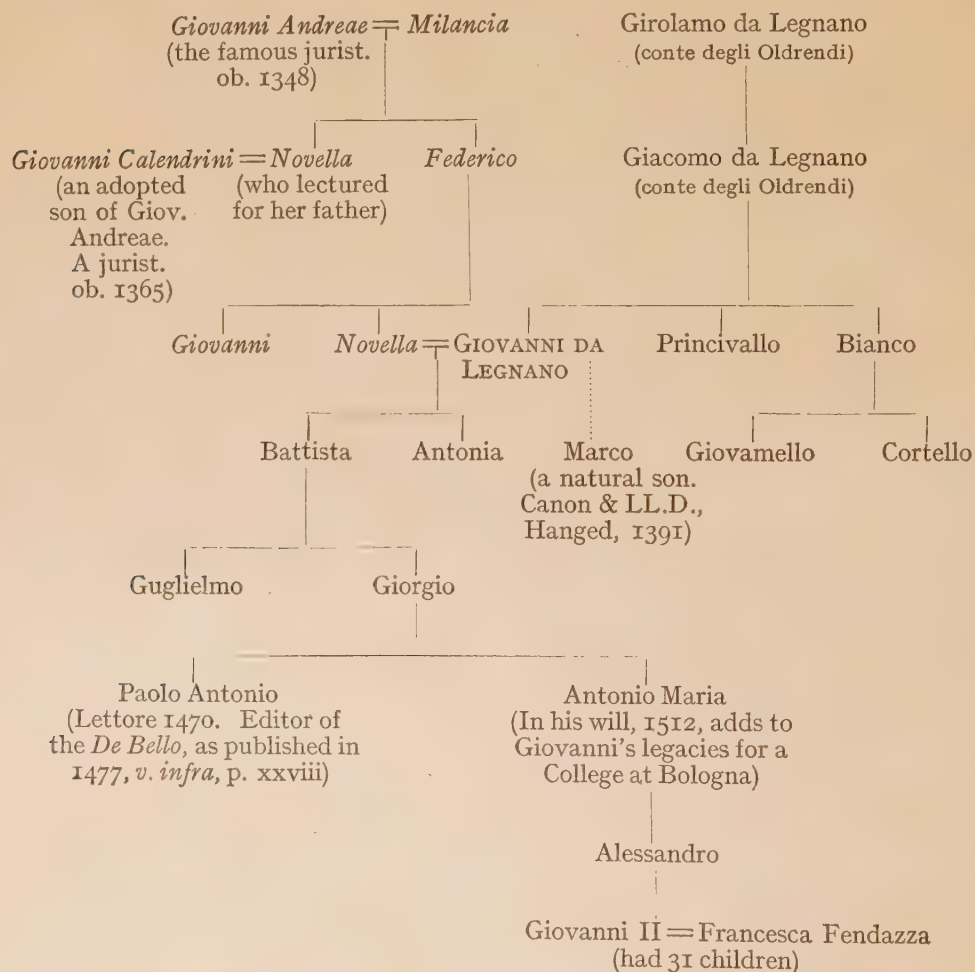 Giovanni Andreae = Milancia
(the famous jurist.
ob. 1348)
Girolamo da Legnano
(conte degli Oldrendi)
Giovanni Calendrini = Novella
(an adopted
son of Giov.
Andreae.
A jurist.
ob. 1365)
(who lectured
for her father)
Federico
Giacomo da Legnano
(conte degli Oldrendi)
Giovanni
Novella = GIOVANNI DA
LEGNANO
Princivallo
Bianco
Battista
Antonia
Marco
(a natural son.
Canon & LL.D.,
Hanged, 1391)
Giovamello
Cortello
Guglielmo
Giorgio
Paolo Antonio
(Lettore 1470. Editor of
the De Bello, as published in
1477, v. infra, p. xxviii)
Antonio Maria
(In his will, 1512, adds to
Giovanni's legacies for a
College at Bologna)
Alessandro
Giovanni II = Francesca Fendazza
(had 31 children)